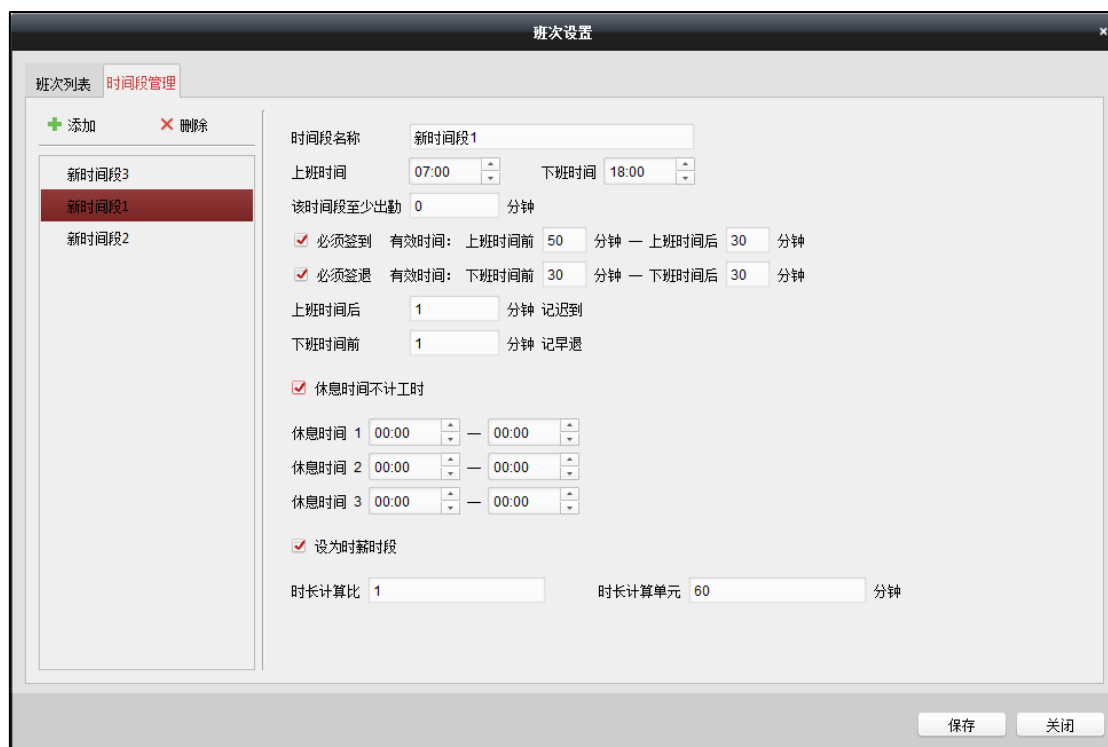 班次设置
班次列表 时间段管理
添加 删除
新时间段3
新时间段1
新时间段2
时间段名称 新时间段1
上班时间 07:00 下班时间 18:00
该时间段至少出勤 0 分钟
必须签到 有效时间: 上班时间前 50 分钟 — 上班时间后 30 分钟
必须签退 有效时间: 下班时间前 30 分钟 — 下班时间后 30 分钟
上班时间后 1 分钟 记迟到
下班时间前 1 分钟 记早退
休息时间不计工时
休息时间 1 00:00 — 00:00
休息时间 2 00:00 — 00:00
休息时间 3 00:00 — 00:00
设为时薪时段
时长计算比 1 时长计算单元 60 分钟
保存 关闭